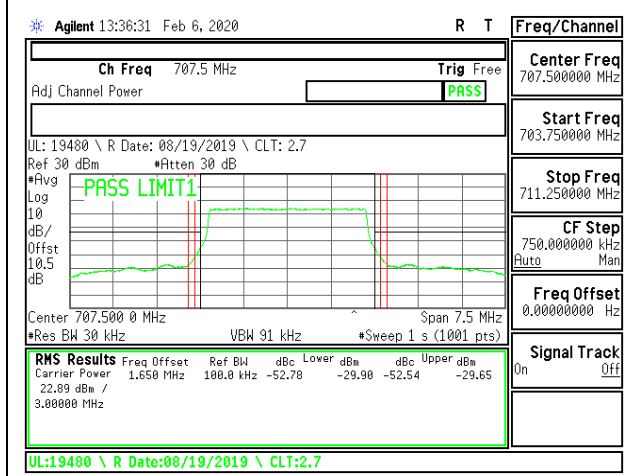 Agilent 13:36:31 Feb 6, 2020 R T
Ch Freq 707.5 MHz Trig Free
Adj Channel Power PASS
UL: 19480 \ R Date: 08/19/2019 \ CLT: 2.7
Ref 30 dBm #Atten 30 dB
#Avg
Log
10
dB/
Offst
10.5
dB
PASS LIMIT1
Center 707.500 0 MHz Span 7.5 MHz
#Res BW 30 kHz VBW 91 kHz #Sweep 1 s (1001 pts)
RMS Results Freq Offset Ref BW dBc Lower dBm dBc Upper dBm
Carrier Power 1.650 MHz 100.0 kHz -52.78 -29.90 -52.54 -29.65
22.89 dBm /
3.00000 MHz
UL:19480 \ R Date:08/19/2019 \ CLT:2.7
Freq/Channel
Center Freq
707.500000 MHz
Start Freq
703.750000 MHz
Stop Freq
711.250000 MHz
CF Step
750.000000 kHz
Auto Man
Freq Offset
0.00000000 Hz
Signal Track
On Off